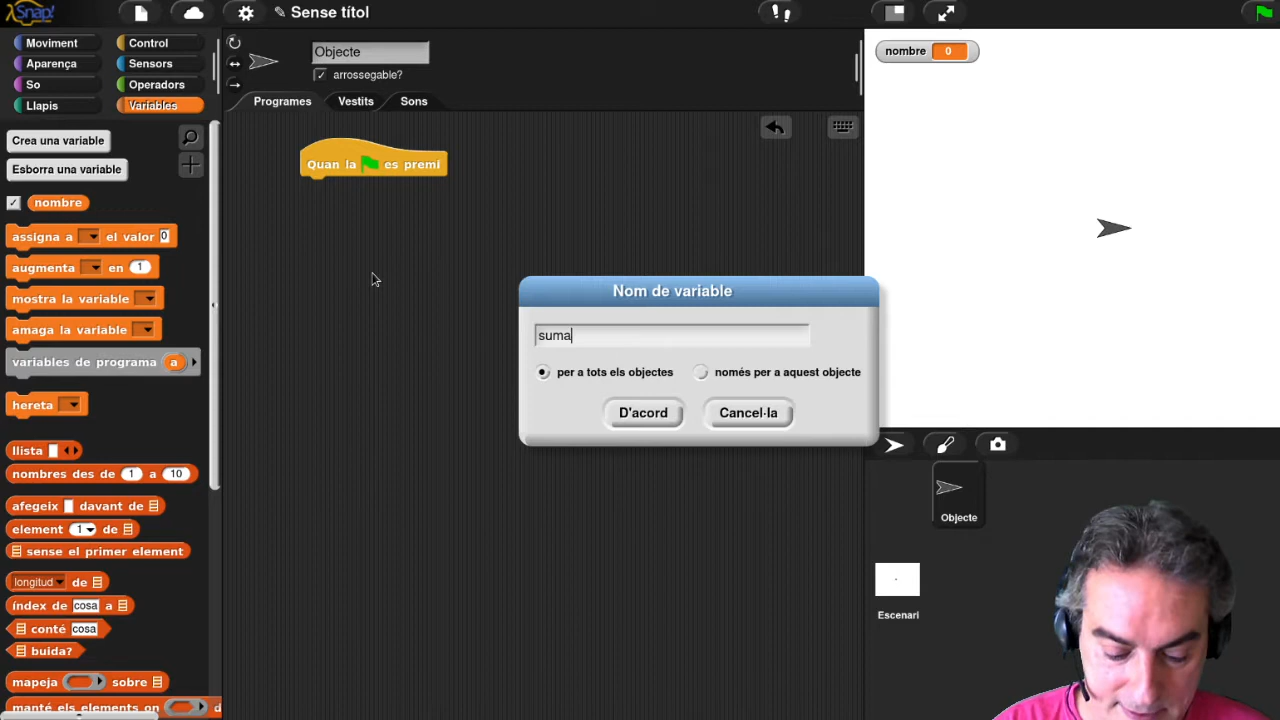 Snap!
Sense títol
Moviment
Control
Aparença
Sensors
So
Operadors
Llapis
Variables
Crea una variable
Esborra una variable
nombre
assigna a el valor 0
augmenta en 1
mostra la variable
amaga la variable
variables de programa a
hereta
llista
nombres des de 1 a 10
afegeix davant de
element 1 de
sense el primer element
longitud de
índex de cosa a
conté cosa
buida?
mapeja sobre
manté els elements on d
Objecte
arrossegable?
Programes
Vestits
Sons
Quan la es premi
Nom de variable
suma
per a tots els objectes
només per a aquest objecte
D'acord
Cancel·la
nombre 0
Objecte
Escenari